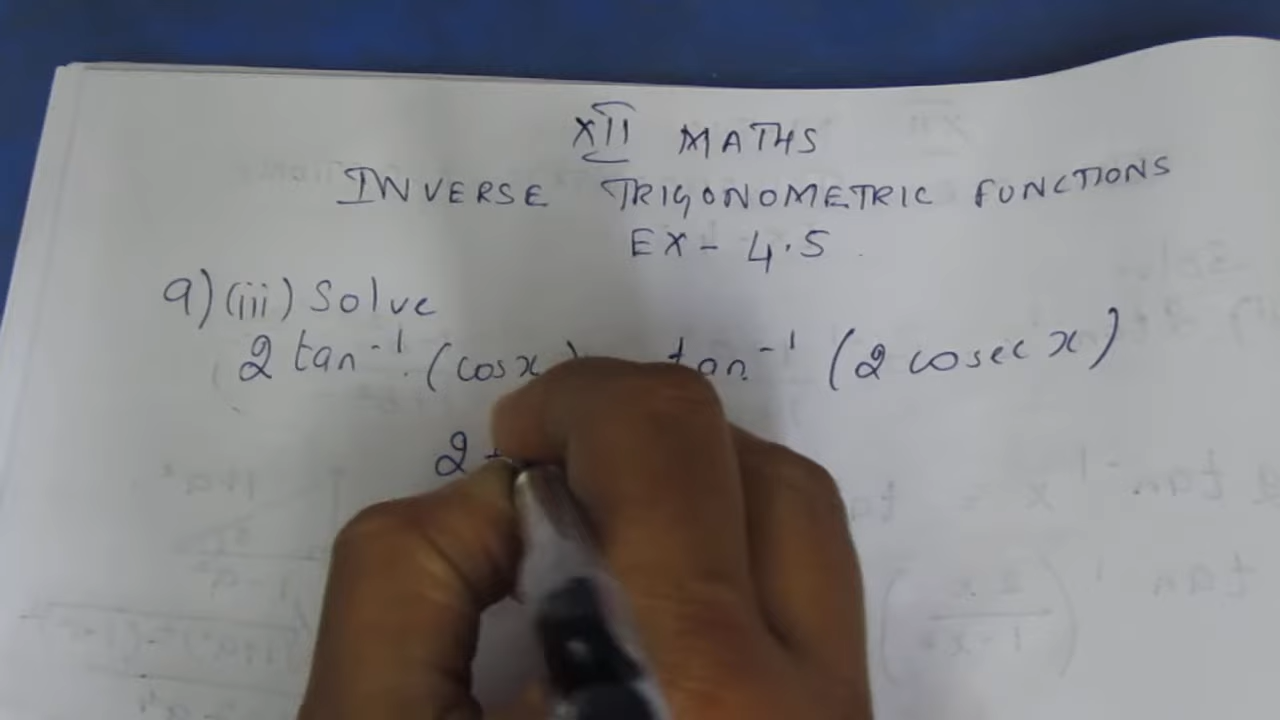 XII MATHS
INVERSE TRIGONOMETRIC FUNCTIONS
EX - 4.5
9) (iii) Solve
2 tan⁻¹ (cos x) tan⁻¹ (2 cosec x)
2